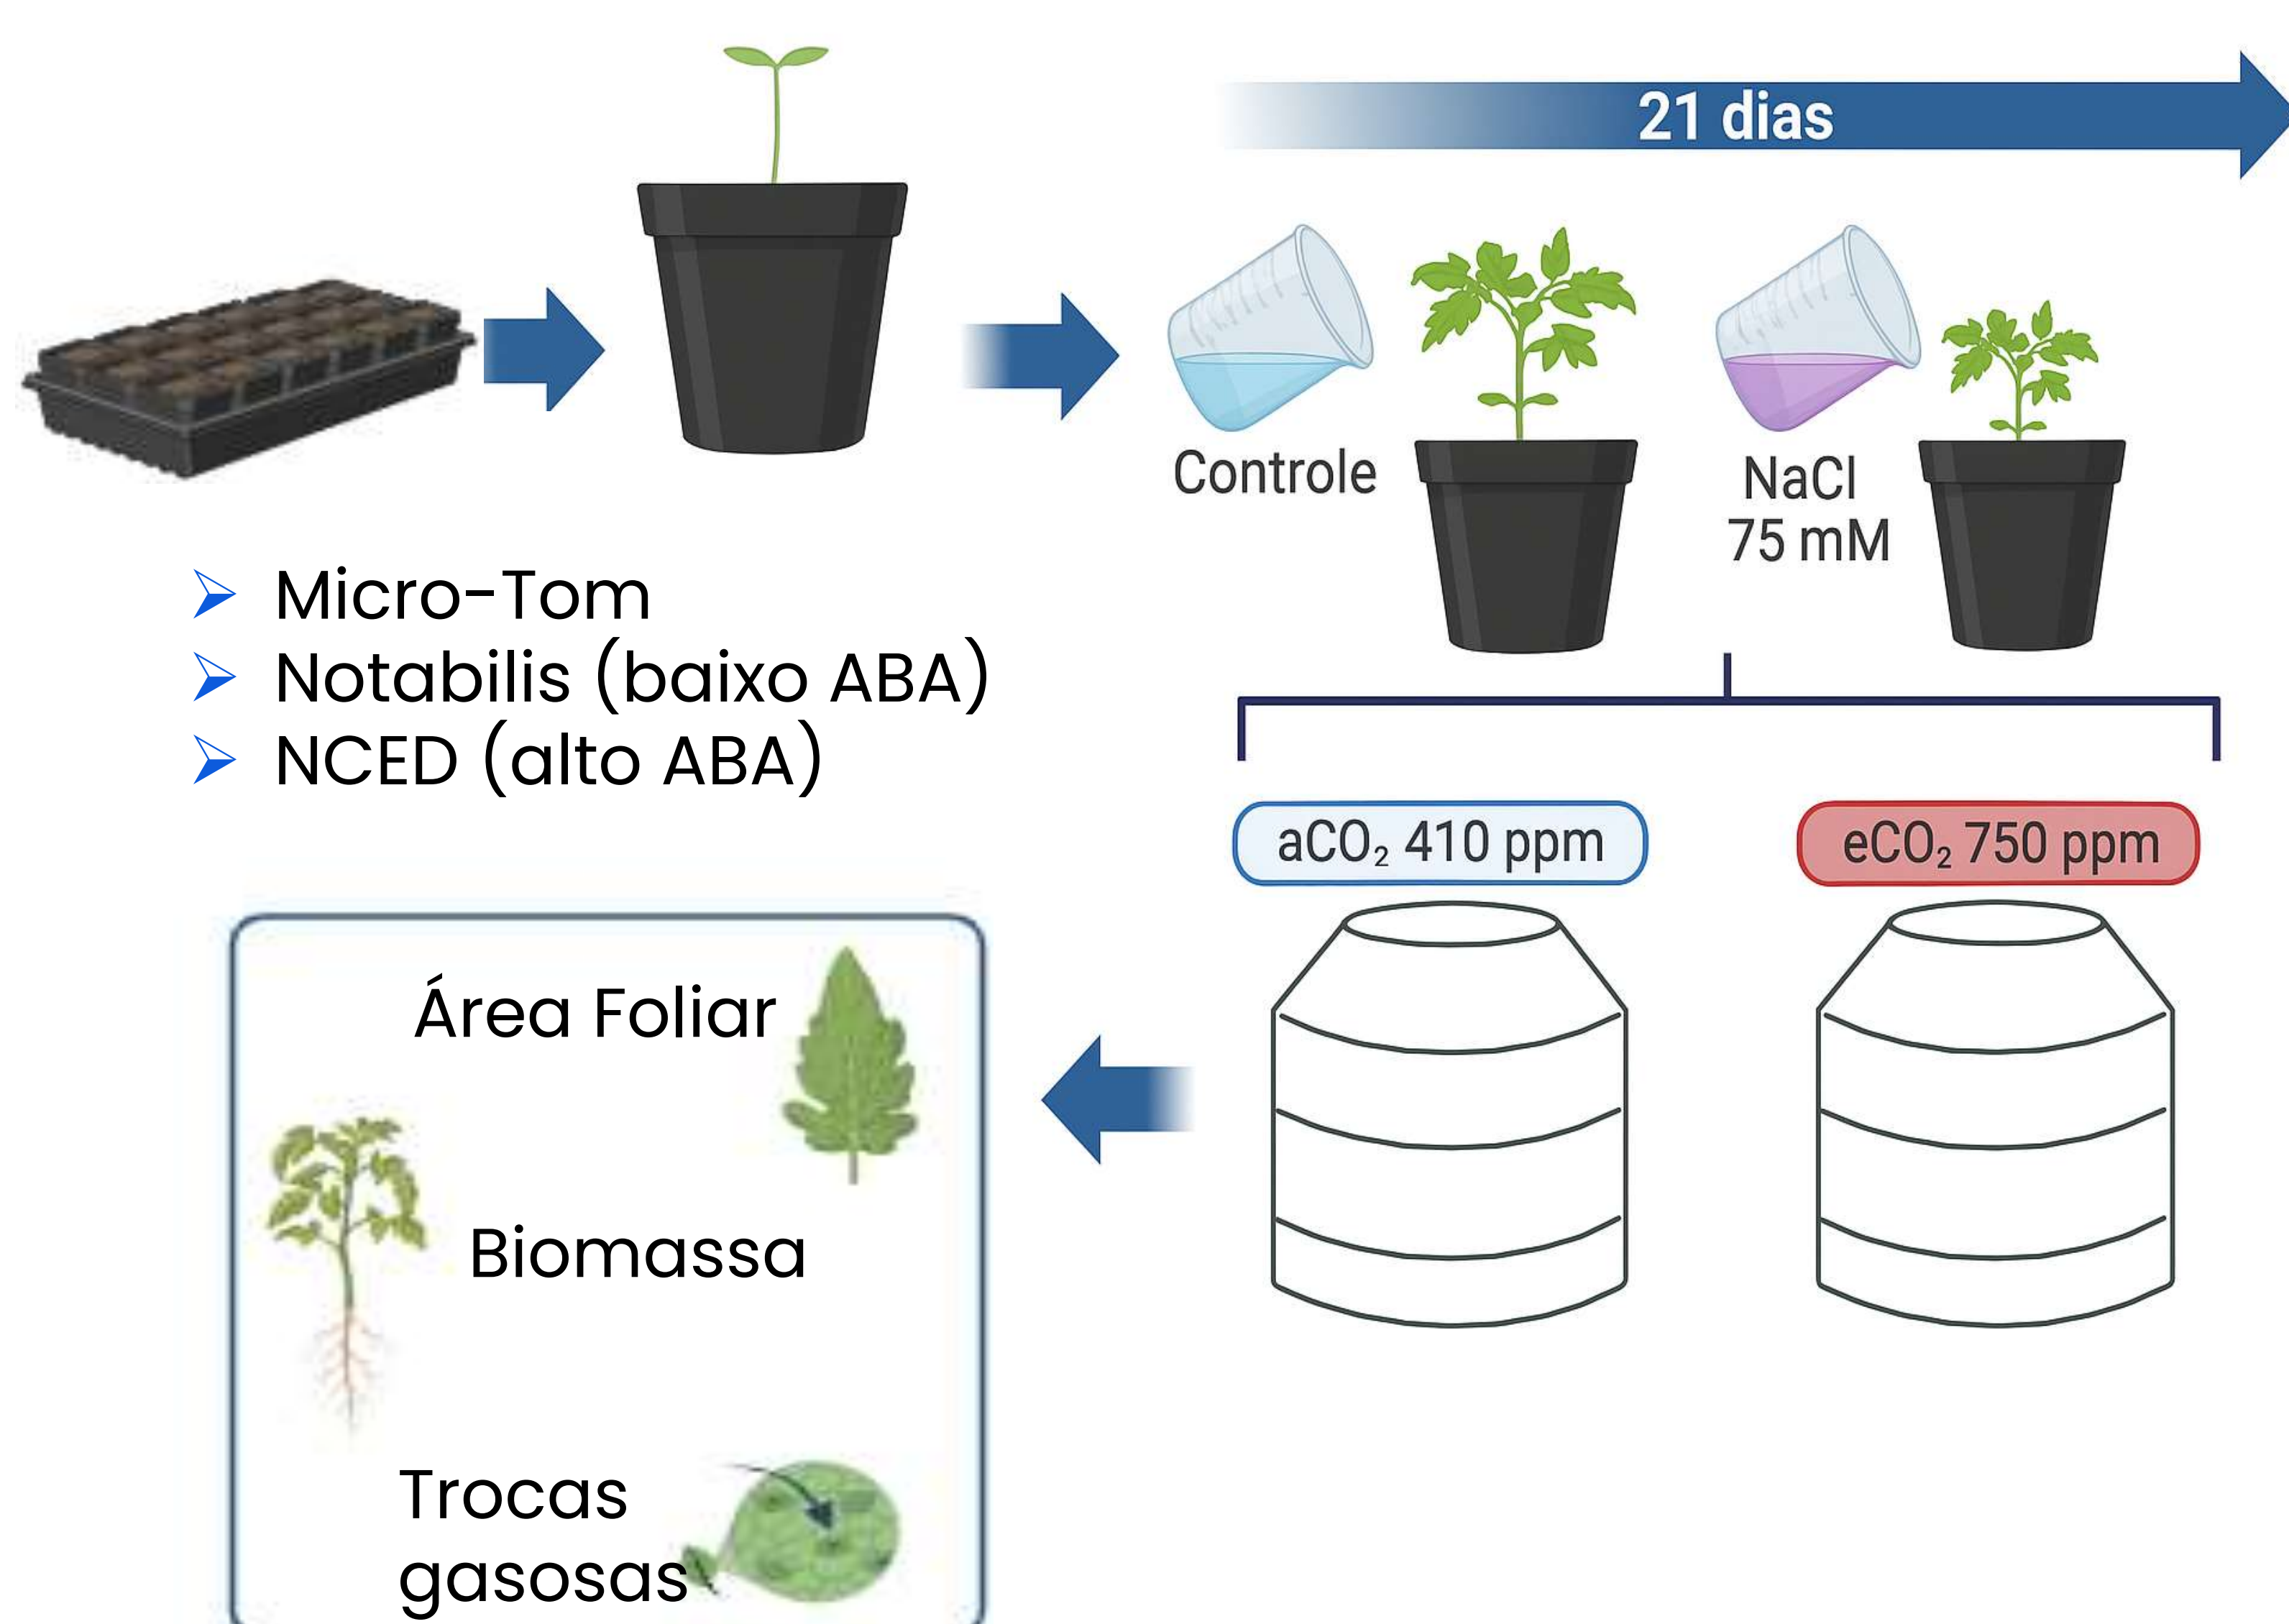 21 dias
Controle
NaCl
75 mM
Micro-Tom
Notabilis (baixo ABA)
NCED (alto ABA)
aCO₂ 410 ppm
eCO₂ 750 ppm
Área Foliar
Biomassa
Trocas
gasosas